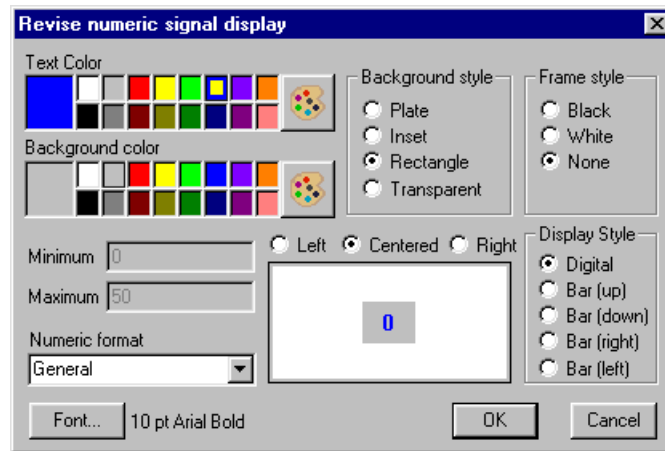 Revise numeric signal display
Text Color
Background color
Background style
Plate
Inset
Rectangle
Transparent
Frame style
Black
White
None
Minimum 0
Maximum 50
Numeric format
General
Left Centered Right
0
Display Style
Digital
Bar (up)
Bar (down)
Bar (right)
Bar (left)
Font... 10 pt Arial Bold
OK
Cancel